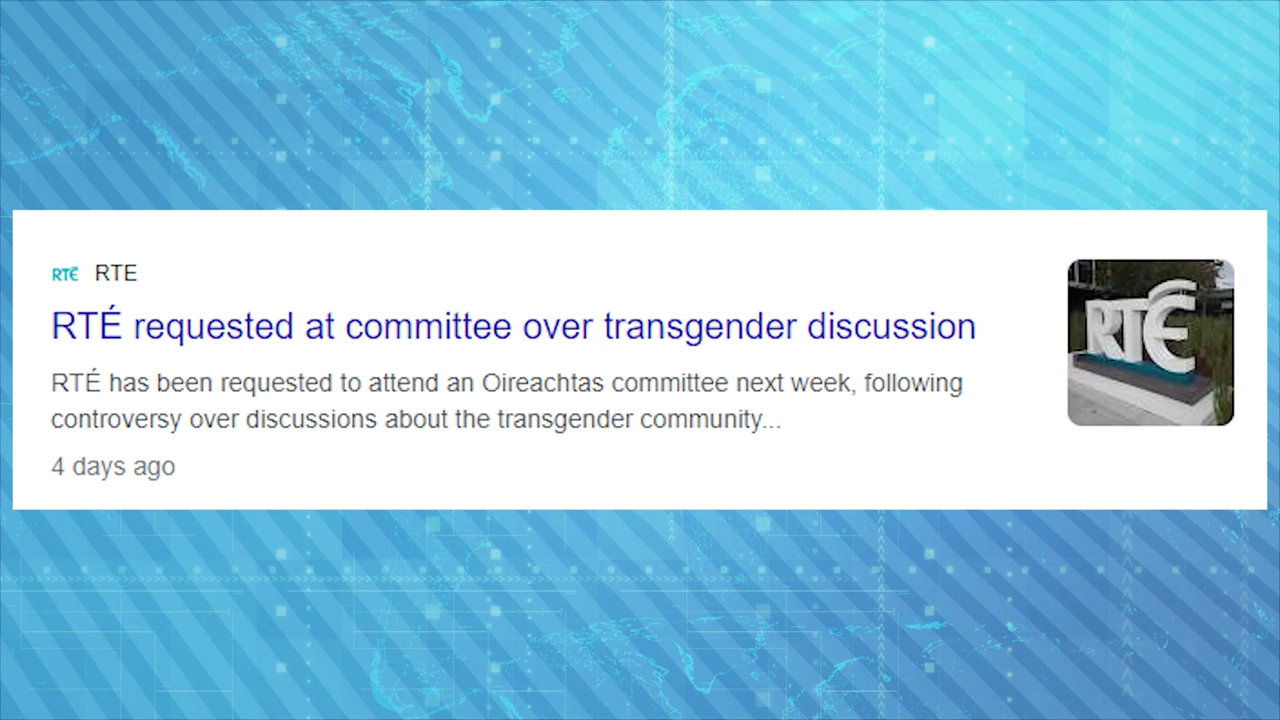 RTÉ RTE
RTÉ requested at committee over transgender discussion
RTÉ has been requested to attend an Oireachtas committee next week, following
controversy over discussions about the transgender community...
4 days ago
RTÉ